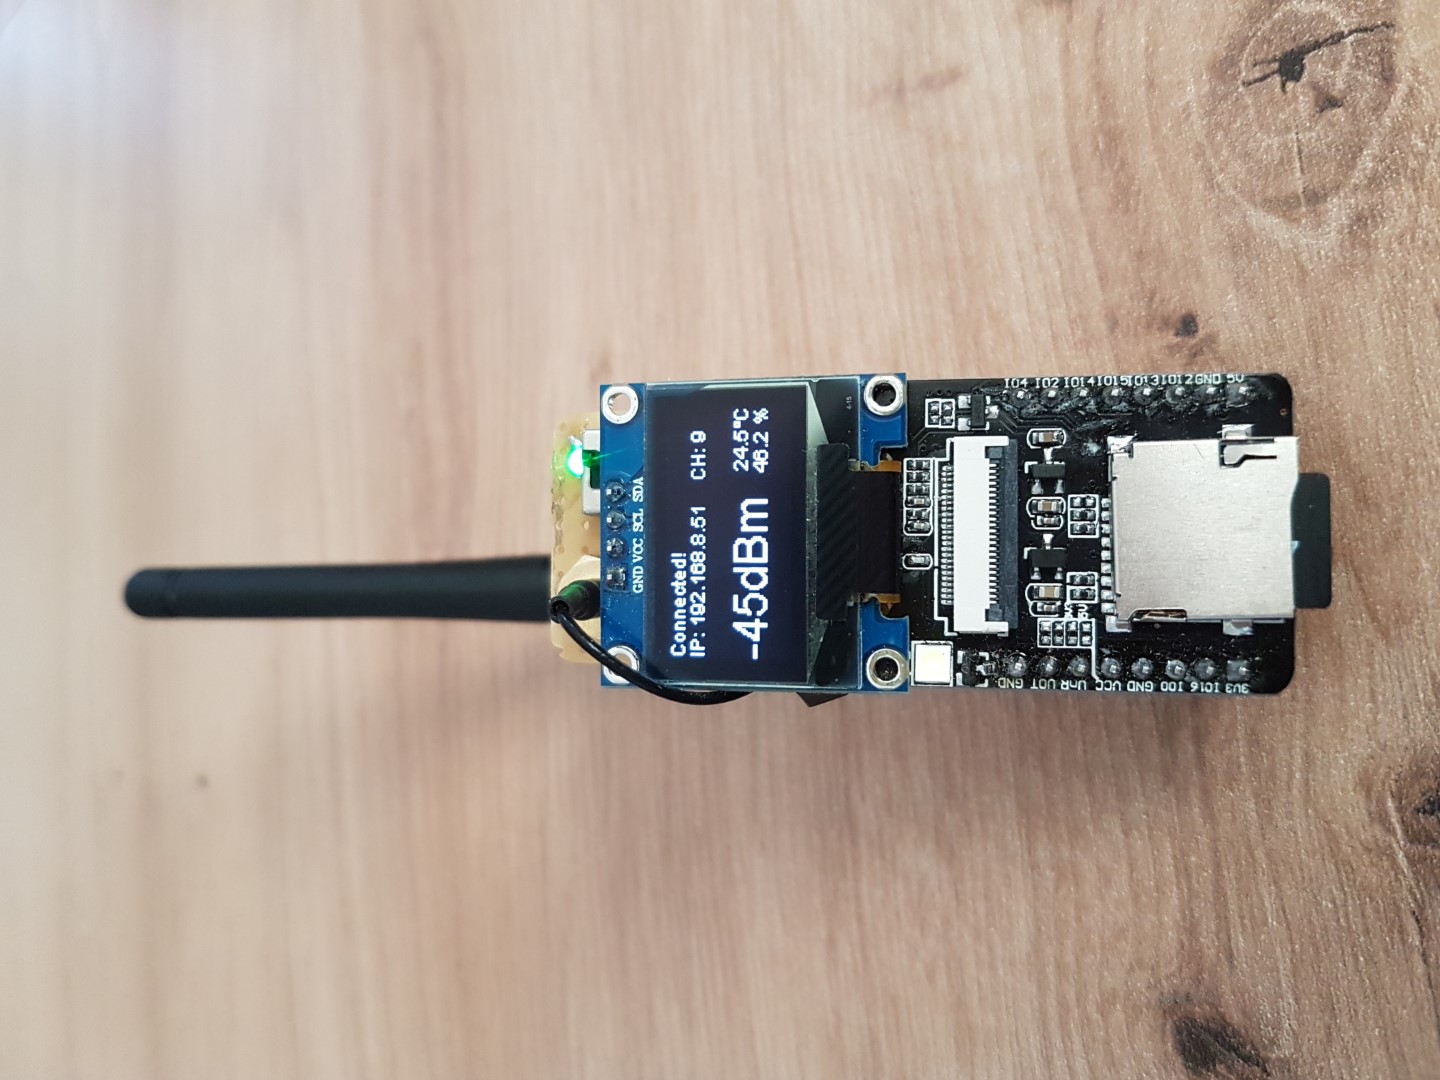 GND VCC SCL SDA
Connected!
IP: 192.168.8.51 CH: 9
-45dBm
24.5°C
46.2 %
4-15
3V3 IO16 IO0 GND VCC UnR UOT GND
IO4 IO2 IO14 IO15 IO13 IO12 GND 5V